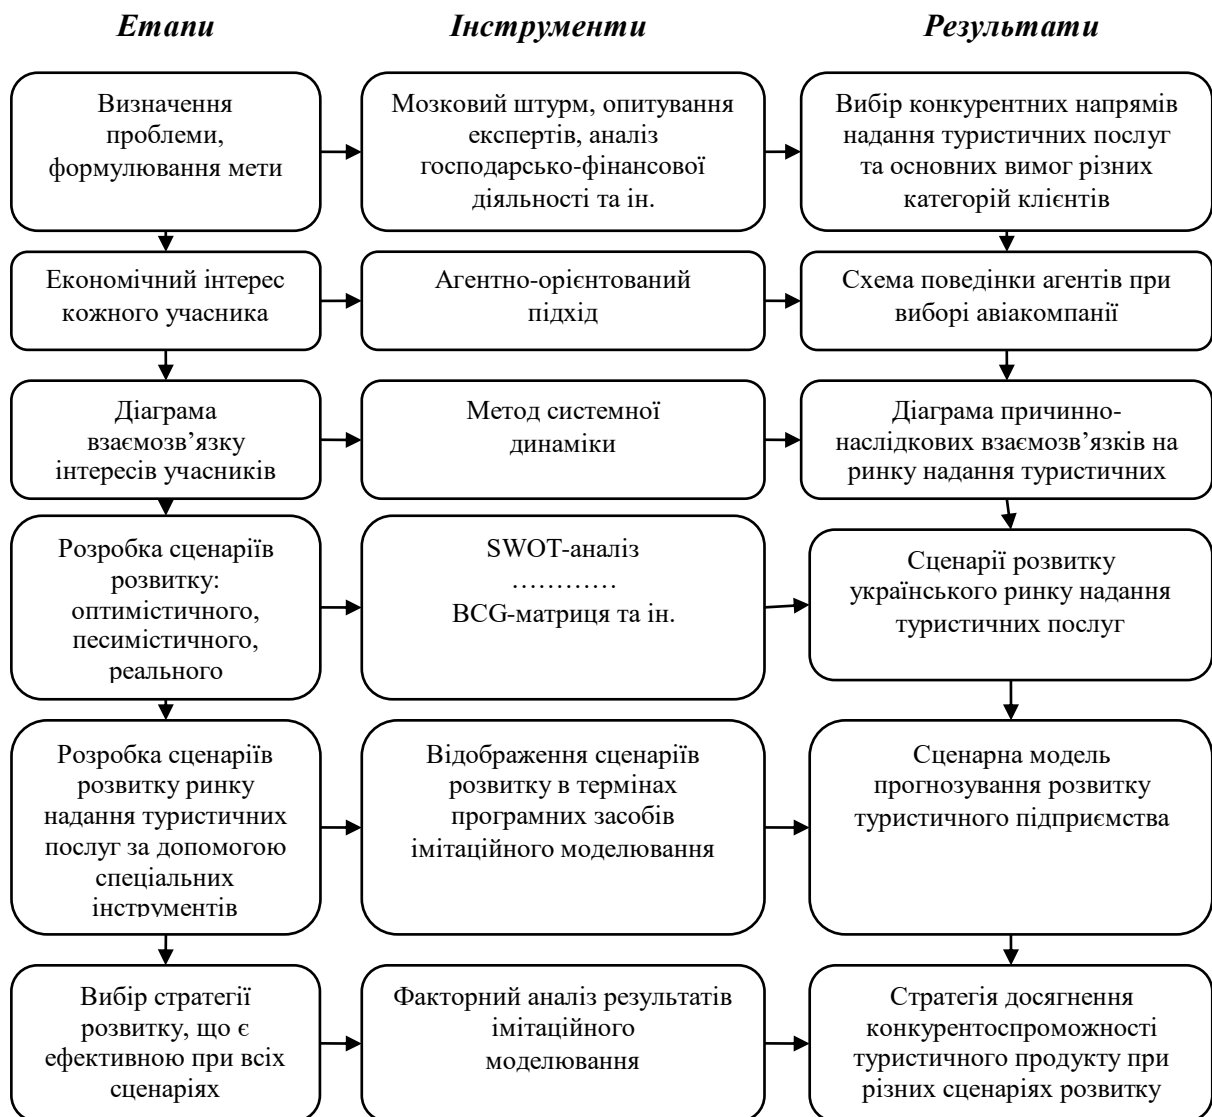 Етапи
Інструменти
Результати
Визначення
проблеми,
формулювання мети
Мозковий штурм, опитування
експертів, аналіз
господарсько-фінансової
діяльності та ін.
Вибір конкурентних напрямів
надання туристичних послуг
та основних вимог різних
категорій клієнтів
Економічний інтерес
кожного учасника
Агентно-орієнтований
підхід
Схема поведінки агентів при
виборі авіакомпанії
Діаграма
взаємозв’язку
інтересів учасників
Метод системної
динаміки
Діаграма причинно-
наслідкових взаємозв’язків на
ринку надання туристичних
Розробка сценаріїв
розвитку:
оптимістичного,
песимістичного,
реального
SWOT-аналіз
…………
BCG-матриця та ін.
Сценарії розвитку
українського ринку надання
туристичних послуг
Розробка сценаріїв
розвитку ринку
надання туристичних
послуг за допомогою
спеціальних
інструментів
Відображення сценаріїв
розвитку в термінах
програмних засобів
імітаційного моделювання
Сценарна модель
прогнозування розвитку
туристичного підприємства
Вибір стратегії
розвитку, що є
ефективною при всіх
сценаріях
Факторний аналіз результатів
імітаційного
моделювання
Стратегія досягнення
конкурентоспроможності
туристичного продукту при
різних сценаріях розвитку